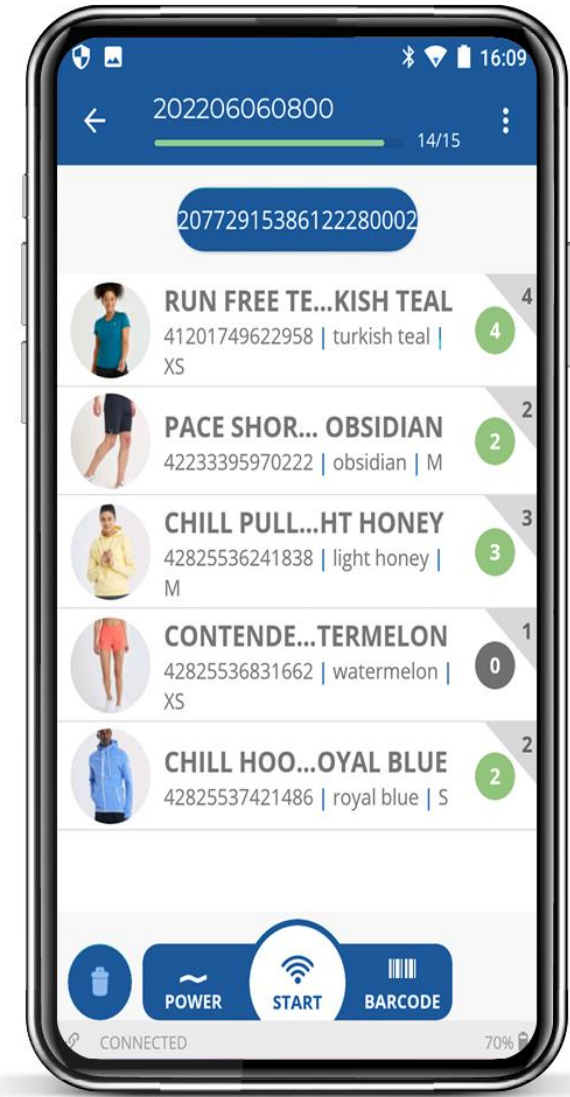 16:09
202206060800
14/15
20772915386122280002
RUN FREE TE...KISH TEAL
4
4
41201749622958 | turkish teal |
XS
PACE SHOR... OBSIDIAN
2
2
42233395970222 | obsidian | M
CHILL PULL...HT HONEY
3
3
42825536241838 | light honey |
M
CONTENDE...TERMELON
1
0
42825536831662 | watermelon |
XS
CHILL HOO...OYAL BLUE
2
2
42825537421486 | royal blue | S
POWER
START
BARCODE
CONNECTED
70%